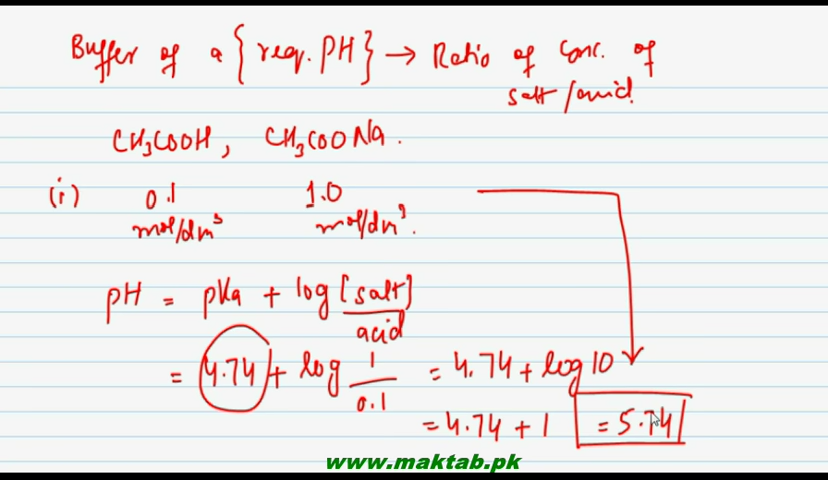 Buffer of a {req. PH} → Ratio of Conc. of
salt/acid.
CH₃COOH, CH₃COONa.
(i) 0.1 1.0
mol/dm³ mol/dm³.
pH = pKa + log [salt]/acid
= 4.74 + log 1/0.1 = 4.74 + log 10
= 4.74 + 1 = 5.74
www.maktab.pk